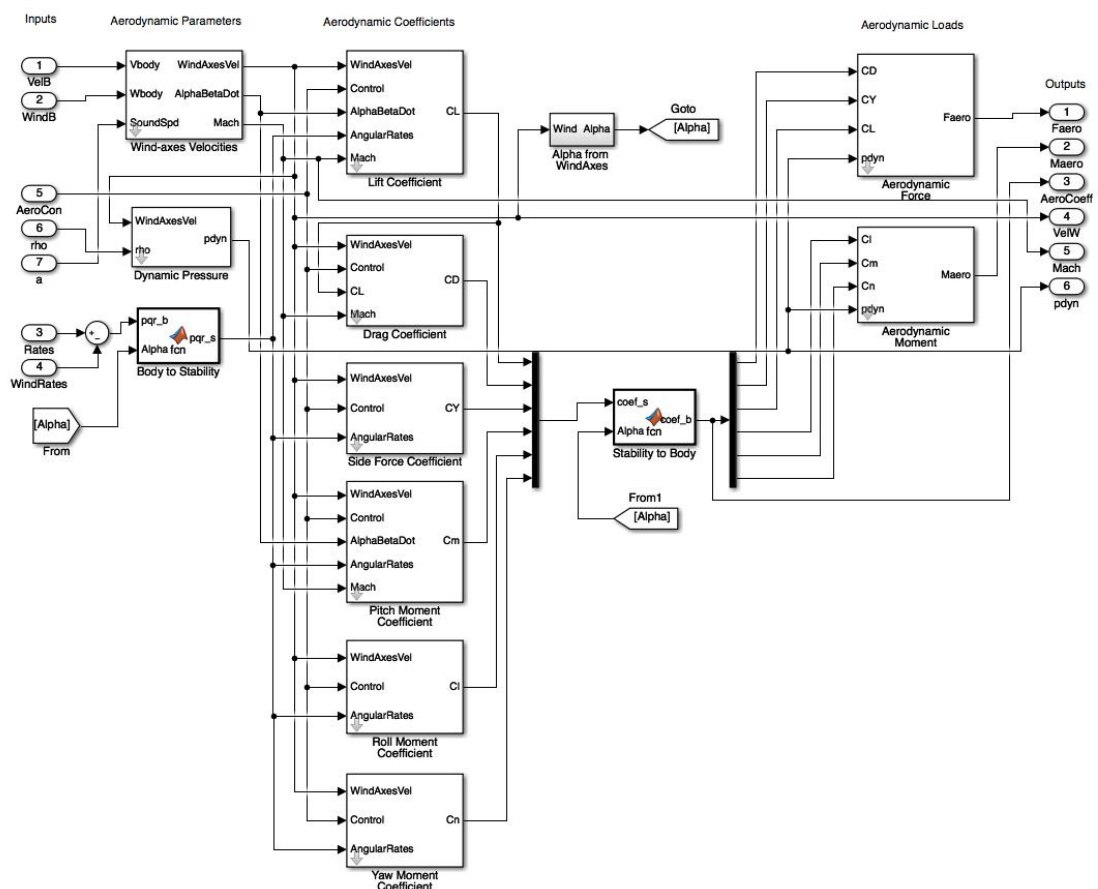 Inputs
Aerodynamic Parameters
Aerodynamic Coefficients
Aerodynamic Loads
Outputs
1
VelB
2
WindB
5
AeroCon
6
rho
7
a
3
Rates
4
WindRates
[Alpha]
From
+
-
Vbody
Wbody
SoundSpd
WindAxesVel
AlphaBetaDot
Mach
Wind-axes Velocities
WindAxesVel
rho
pdyn
Dynamic Pressure
pqr_b
Alpha
fcn
pqr_s
Body to Stability
WindAxesVel
Control
AlphaBetaDot
AngularRates
Mach
CL
Lift Coefficient
WindAxesVel
Control
CL
Mach
CD
Drag Coefficient
WindAxesVel
Control
AngularRates
CY
Side Force Coefficient
WindAxesVel
Control
AlphaBetaDot
AngularRates
Mach
Cm
Pitch Moment
Coefficient
WindAxesVel
Control
AngularRates
Cl
Roll Moment
Coefficient
WindAxesVel
Control
AngularRates
Cn
Yaw Moment
Coefficient
Wind Alpha
Alpha from
WindAxes
Goto
[Alpha]
coef_s
Alpha
fcn
coef_b
Stability to Body
From1
[Alpha]
CD
CY
CL
pdyn
Faero
Aerodynamic
Force
Cl
Cm
Cn
pdyn
Maero
Aerodynamic
Moment
1
Faero
2
Maero
3
AeroCoeff
4
VelW
5
Mach
6
pdyn